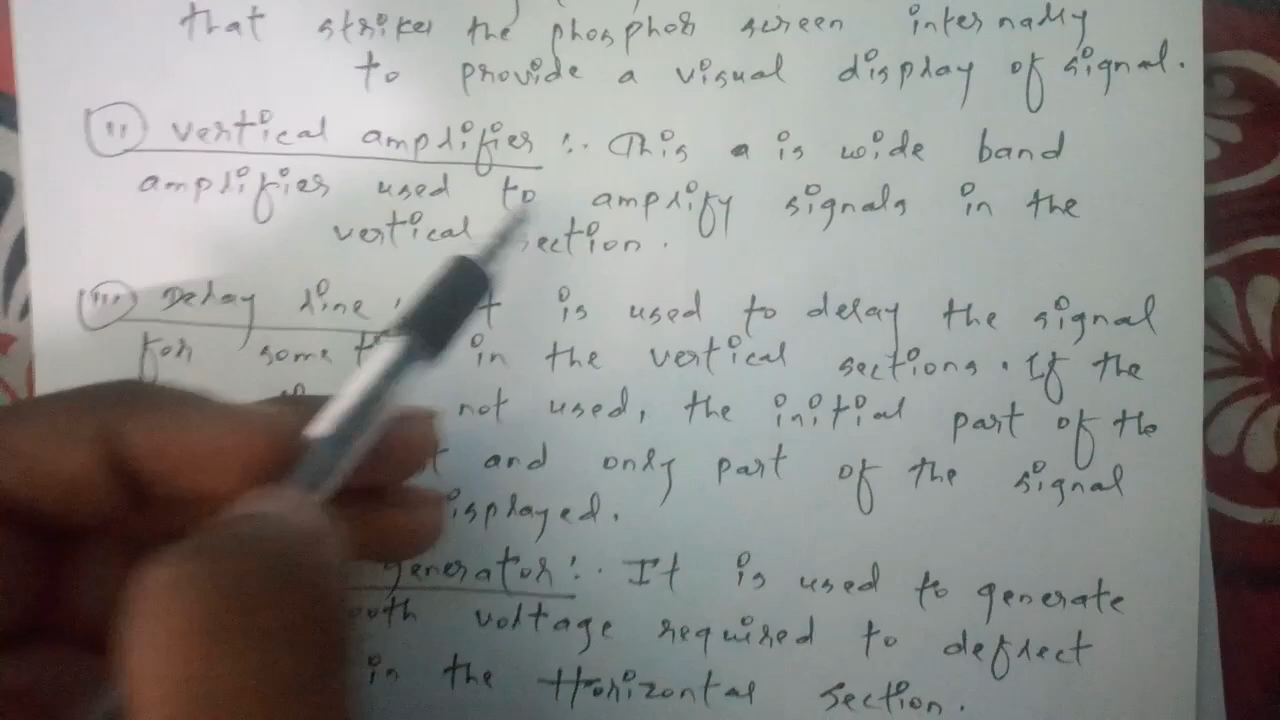 that strikes the phosphor screen internally
to provide a visual display of signal.
(ii) vertical amplifier :- This a is wide band
amplifier used to amplify signals in the
vertical section.
(iii) Delay line : It is used to delay the signal
for some in the vertical sections. If the
not used, the initial part of the
and only part of the signal
displayed.
generator :- It is used to generate
tooth voltage required to deflect
in the Horizontal section.